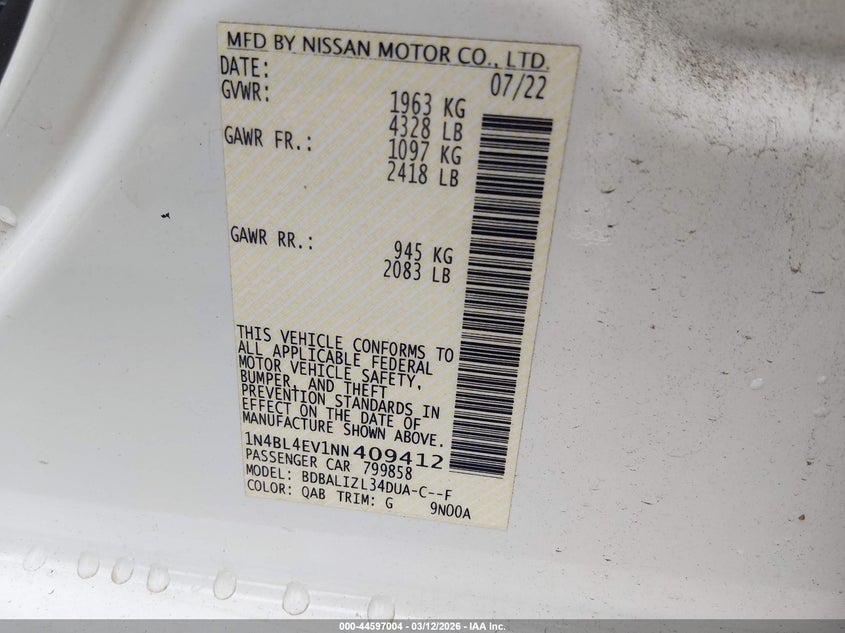 MFD BY NISSAN MOTOR CO., LTD.
DATE: 07/22
GVWR: 1963 KG
4328 LB
GAWR FR.: 1097 KG
2418 LB
GAWR RR.: 945 KG
2083 LB
THIS VEHICLE CONFORMS TO
ALL APPLICABLE FEDERAL
MOTOR VEHICLE SAFETY,
BUMPER, AND THEFT
PREVENTION STANDARDS IN
EFFECT ON THE DATE OF
MANUFACTURE SHOWN ABOVE.
1N4BL4EV1NN409412
PASSENGER CAR 799858
MODEL: BDBALIZL34DUA-C--F
COLOR: QAB TRIM: G 9N00A
000-44597004 - 03/12/2026 - IAA Inc.